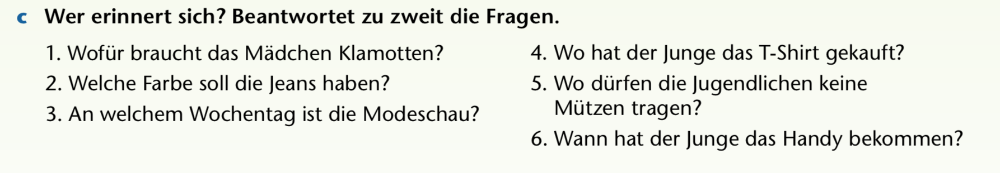 c Wer erinnert sich? Beantwortet zu zweit die Fragen.
1. Wofür braucht das Mädchen Klamotten?
2. Welche Farbe soll die Jeans haben?
3. An welchem Wochentag ist die Modeschau?
4. Wo hat der Junge das T-Shirt gekauft?
5. Wo dürfen die Jugendlichen keine
Mützen tragen?
6. Wann hat der Junge das Handy bekommen?